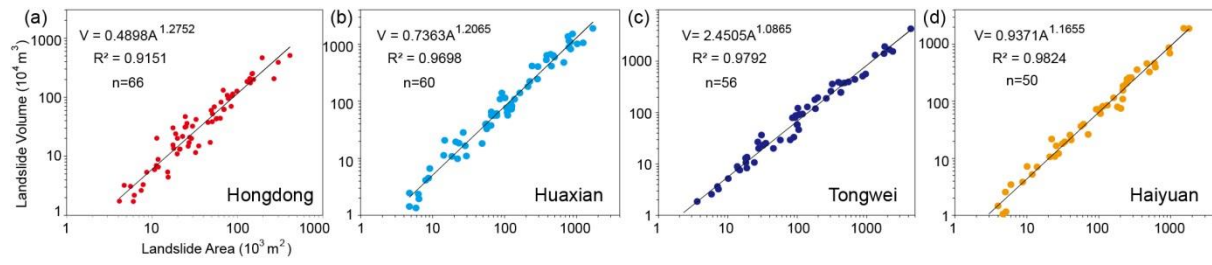 (a)
V = 0.4898A^1.2752
R² = 0.9151
n=66
Hongdong
1000
100
10
1
1 10 100 1000
Landslide Volume (10⁴ m³)
Landslide Area (10³ m²)
(b)
V = 0.7363A^1.2065
R² = 0.9698
n=60
Huaxian
1000
100
10
1
1 10 100 1000
(c)
V= 2.4505A^1.0865
R² = 0.9792
n=56
Tongwei
10000
1000
100
10
1
1 10 100 1000
(d)
V=0.9371A^1.1655
R² = 0.9824
n=50
Haiyuan
1000
100
10
1
1 10 100 1000